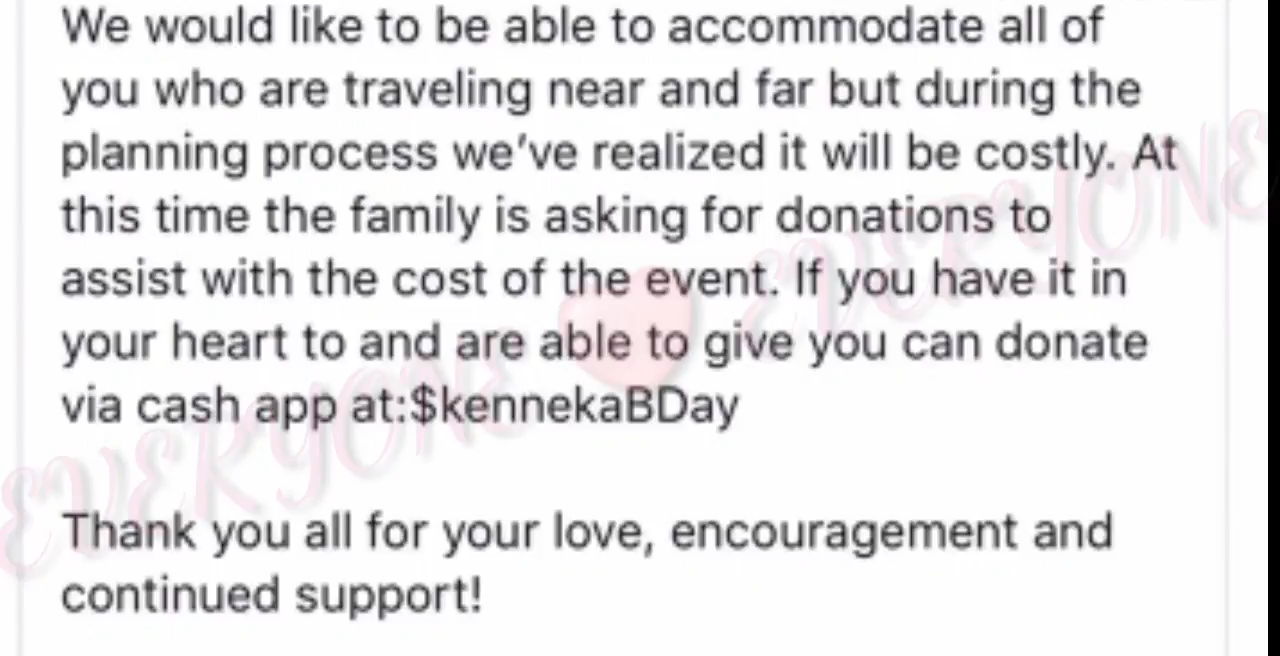 We would like to be able to accommodate all of
you who are traveling near and far but during the
planning process we've realized it will be costly. At
this time the family is asking for donations to
assist with the cost of the event. If you have it in
your heart to and are able to give you can donate
via cash app at:$kennekaBDay
Thank you all for your love, encouragement and
continued support!
EVERYONE EVERYONE